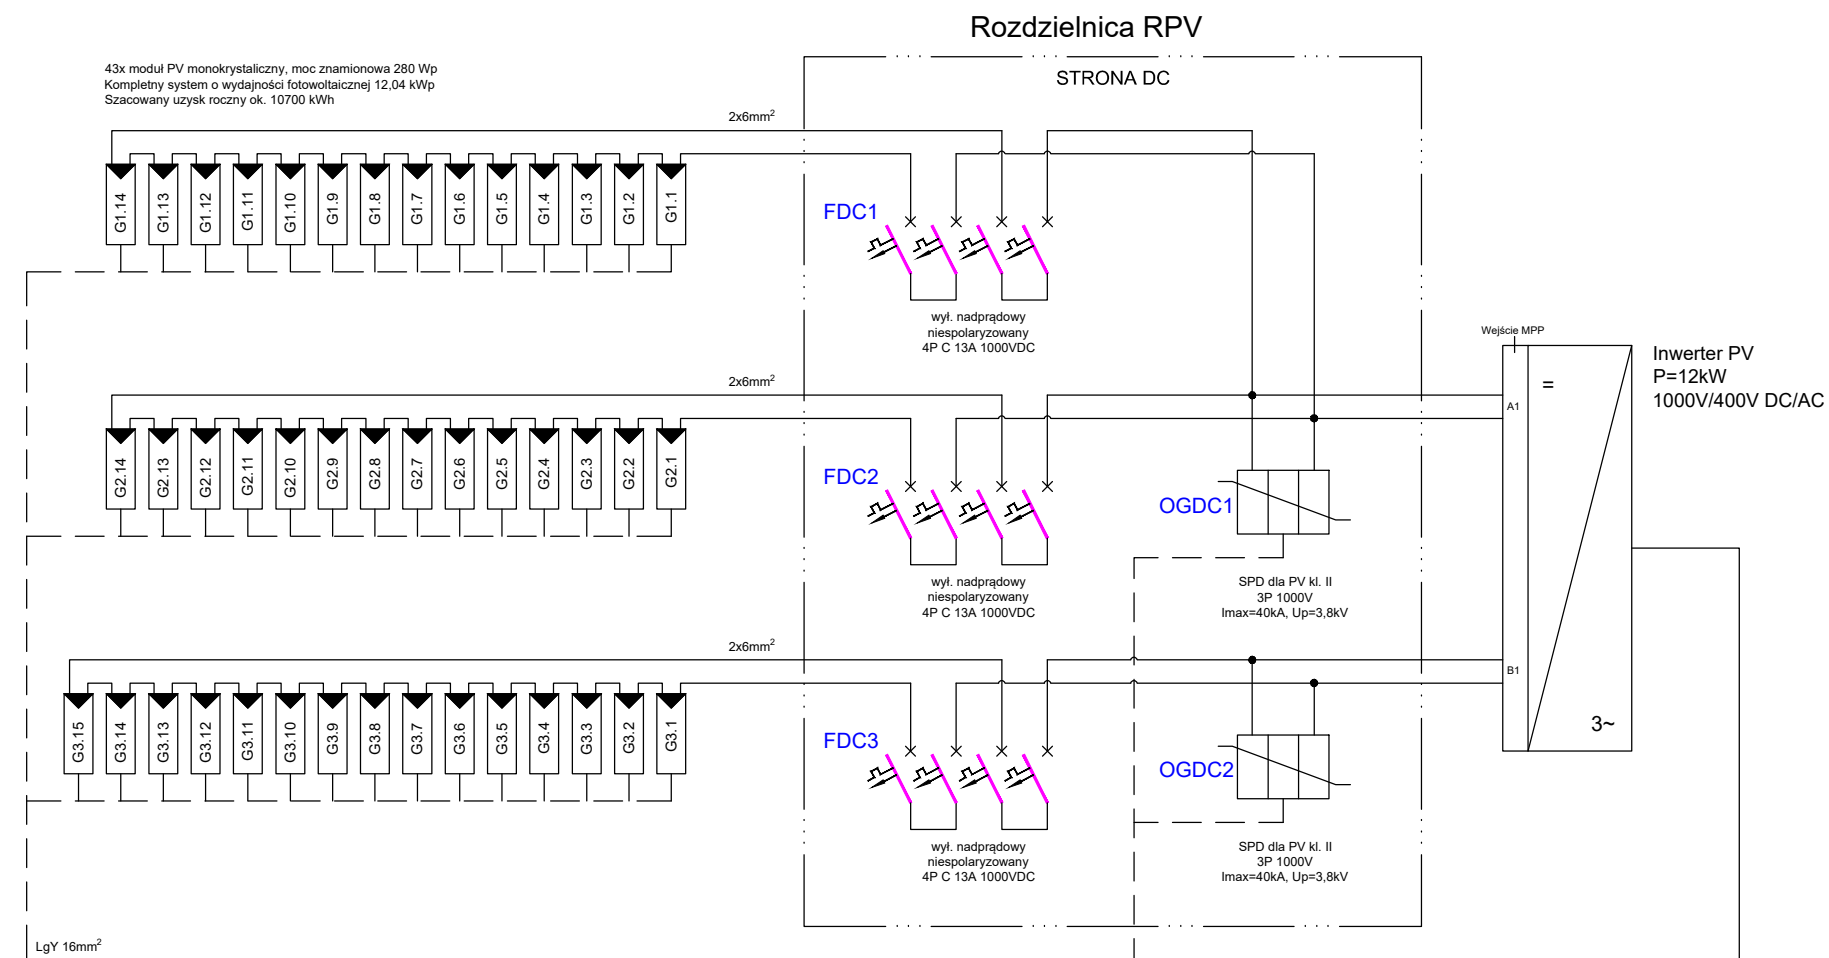 Rozdzielnica RPV
STRONA DC
43x moduł PV monokrystaliczny, moc znamionowa 280 Wp
Kompletny system o wydajności fotowoltaicznej 12,04 kWp
Szacowany uzysk roczny ok. 10700 kWh
2x6mm²
G1.14
G1.13
G1.12
G1.11
G1.10
G1.9
G1.8
G1.7
G1.6
G1.5
G1.4
G1.3
G1.2
G1.1
FDC1
wył. nadprądowy
niespolaryzowany
4P C 13A 1000VDC
Wejście MPP
Inwerter PV
P=12kW
1000V/400V DC/AC
=
A1
2x6mm²
G2.14
G2.13
G2.12
G2.11
G2.10
G2.9
G2.8
G2.7
G2.6
G2.5
G2.4
G2.3
G2.2
G2.1
FDC2
OGDC1
wył. nadprądowy
niespolaryzowany
4P C 13A 1000VDC
SPD dla PV kl. II
3P 1000V
Imax=40kA, Up=3,8kV
2x6mm²
B1
3~
G3.15
G3.14
G3.13
G3.12
G3.11
G3.10
G3.9
G3.8
G3.7
G3.6
G3.5
G3.4
G3.3
G3.2
G3.1
FDC3
OGDC2
wył. nadprądowy
niespolaryzowany
4P C 13A 1000VDC
SPD dla PV kl. II
3P 1000V
Imax=40kA, Up=3,8kV
LgY 16mm²